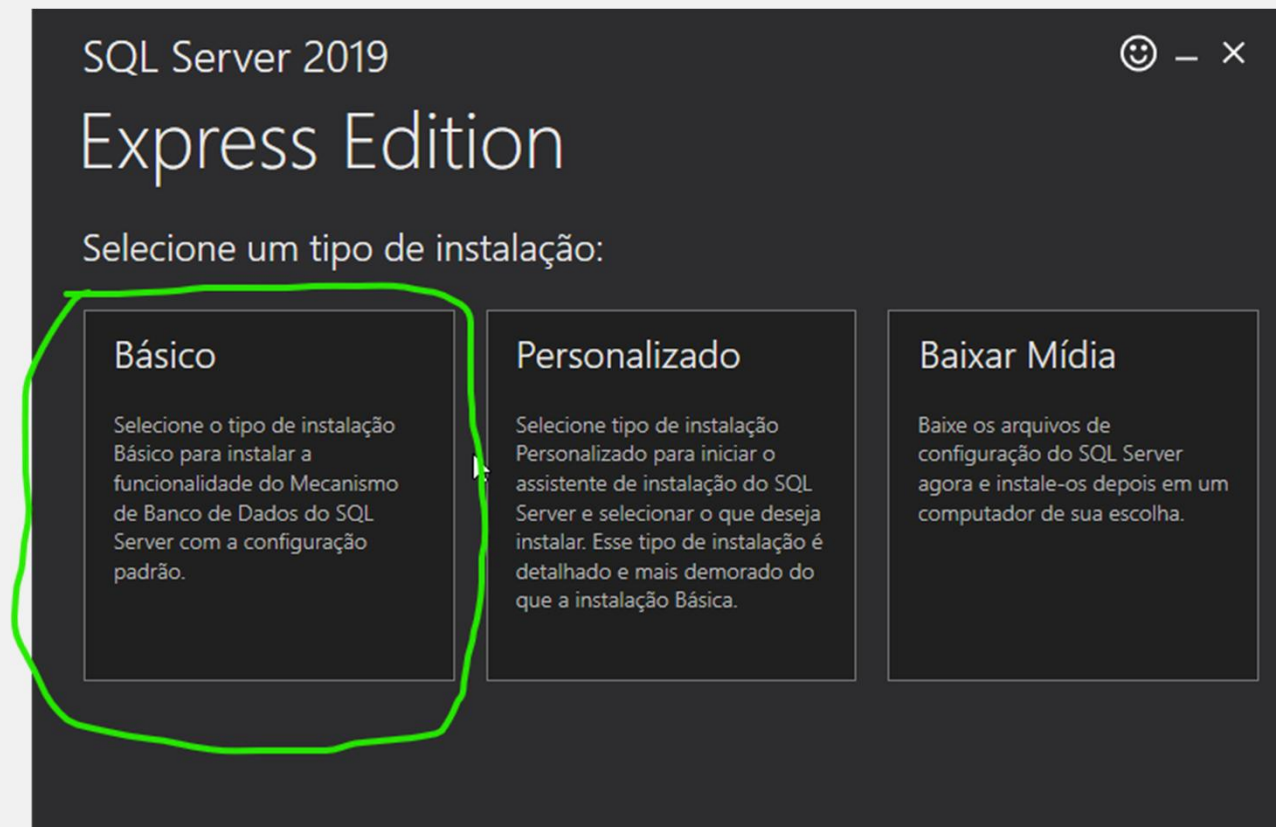 SQL Server 2019
Express Edition
Selecione um tipo de instalação:
Básico
Selecione o tipo de instalação
Básico para instalar a
funcionalidade do Mecanismo
de Banco de Dados do SQL
Server com a configuração
padrão.
Personalizado
Selecione tipo de instalação
Personalizado para iniciar o
assistente de instalação do SQL
Server e selecionar o que deseja
instalar. Esse tipo de instalação é
detalhado e mais demorado do
que a instalação Básica.
Baixar Mídia
Baixe os arquivos de
configuração do SQL Server
agora e instale-os depois em um
computador de sua escolha.